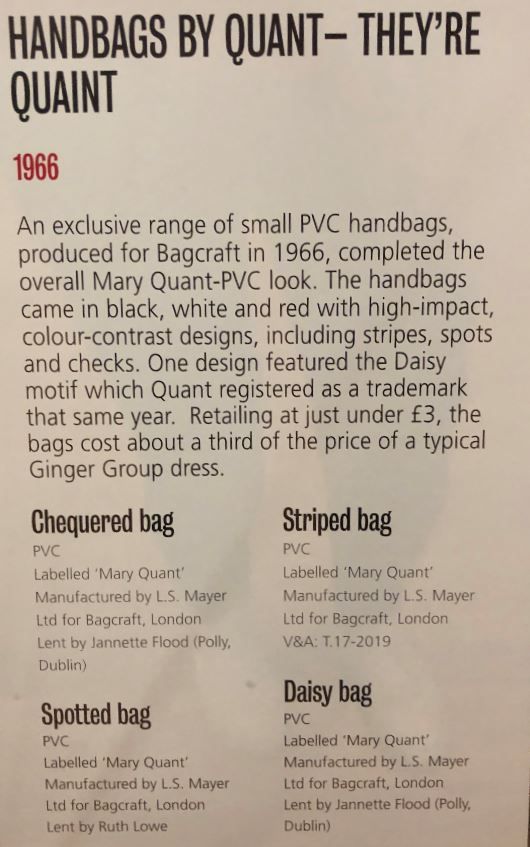 HANDBAGS BY QUANT– THEY'RE
QUAINT
1966
An exclusive range of small PVC handbags,
produced for Bagcraft in 1966, completed the
overall Mary Quant-PVC look. The handbags
came in black, white and red with high-impact,
colour-contrast designs, including stripes, spots
and checks. One design featured the Daisy
motif which Quant registered as a trademark
that same year. Retailing at just under £3, the
bags cost about a third of the price of a typical
Ginger Group dress.
Chequered bag
PVC
Labelled 'Mary Quant'
Manufactured by L.S. Mayer
Ltd for Bagcraft, London
Lent by Jannette Flood (Polly,
Dublin)
Spotted bag
PVC
Labelled 'Mary Quant'
Manufactured by L.S. Mayer
Ltd for Bagcraft, London
Lent by Ruth Lowe
Striped bag
PVC
Labelled 'Mary Quant'
Manufactured by L.S. Mayer
Ltd for Bagcraft, London
V&A: T.17-2019
Daisy bag
PVC
Labelled 'Mary Quant'
Manufactured by L.S. Mayer
Ltd for Bagcraft, London
Lent by Jannette Flood (Polly,
Dublin)